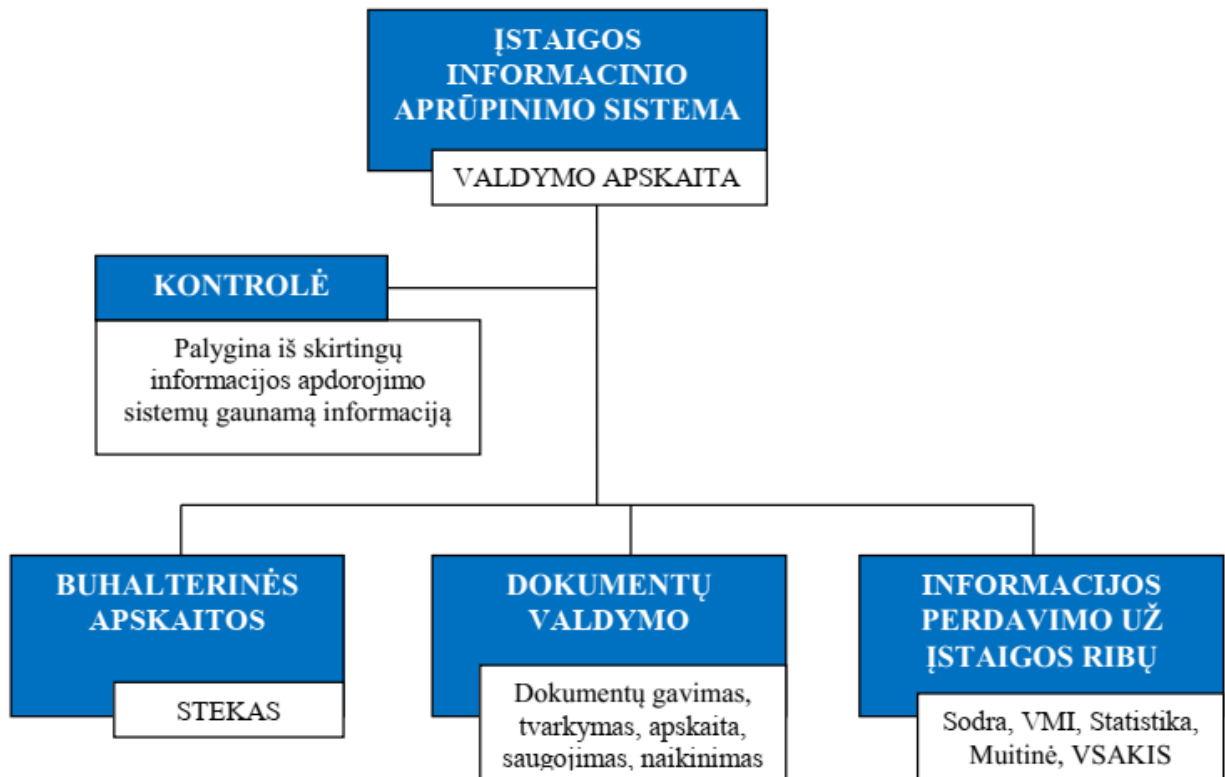 ĮSTAIGOS
INFORMACINIO
APRŪPINIMO SISTEMA
VALDYMO APSKAITA
KONTROLĖ
Palygina iš skirtingų
informacijos apdorojimo
sistemų gaunamą informaciją
BUHALTERINĖS
APSKAITOS
STEKAS
DOKUMENTŲ
VALDYMO
Dokumentų gavimas,
tvarkymas, apskaita,
saugojimas, naikinimas
INFORMACIJOS
PERDAVIMO UŽ
ĮSTAIGOS RIBŲ
Sodra, VMI, Statistika,
Muitinė, VSAKIS